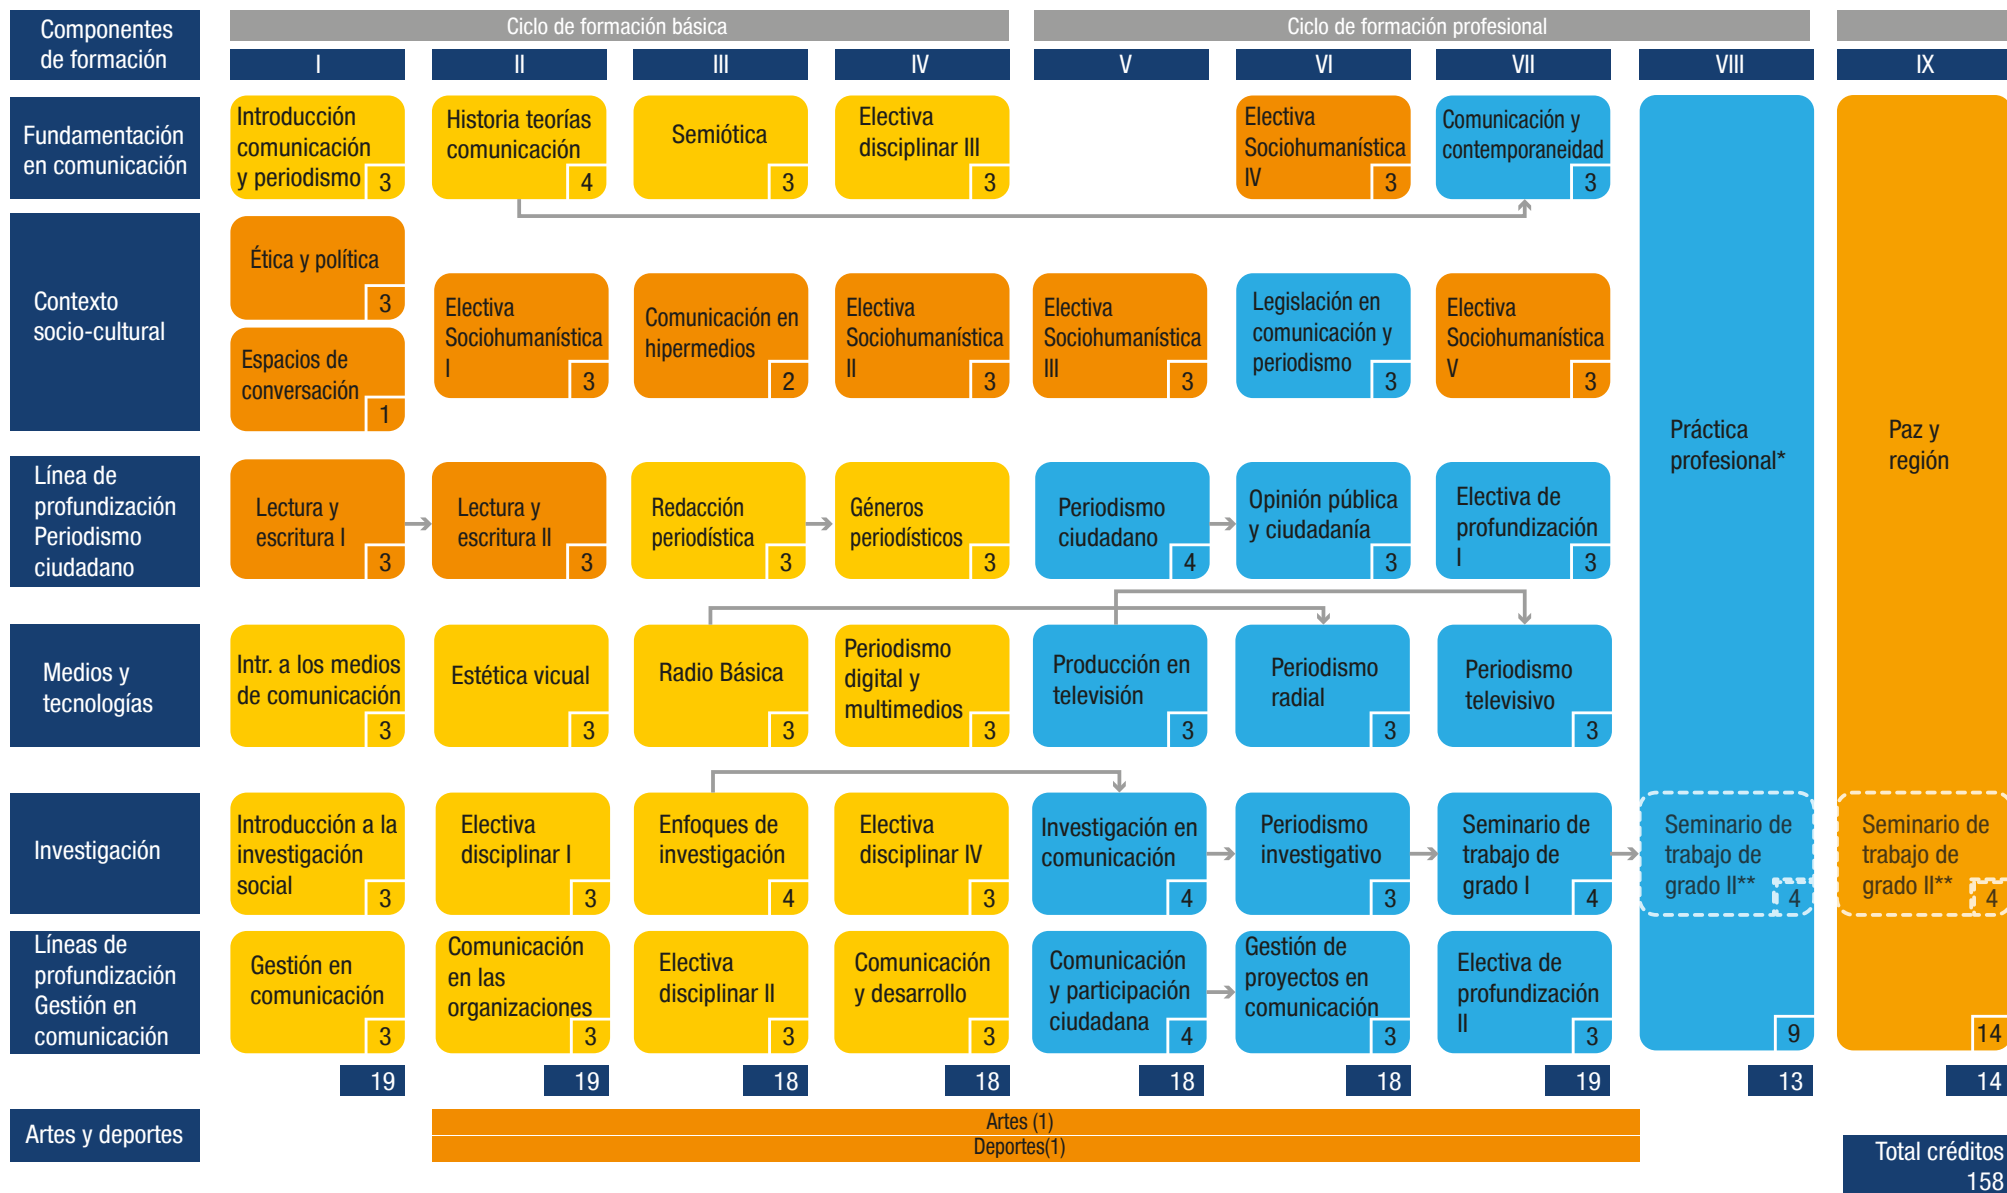 Componentes
de formación
Ciclo de formación básica
Ciclo de formación profesional
I
II
III
IV
V
VI
VII
VIII
IX
Fundamentación
en comunicación
Introducción
comunicación
y periodismo
3
Historia teorías
comunicación
4
Semiótica
3
Electiva
disciplinar III
3
Electiva
Sociohumanística
IV
3
Comunicación y
contemporaneidad
3
Contexto
socio-cultural
Ética y política
3
Espacios de
conversación
1
Electiva
Sociohumanística
I
3
Comunicación en
hipermedios
2
Electiva
Sociohumanística
II
3
Electiva
Sociohumanística
III
3
Legislación en
comunicación y
periodismo
3
Electiva
Sociohumanística
V
3
Práctica
profesional*
Paz y
región
Línea de
profundización
Periodismo
ciudadano
Lectura y
escritura I
3
Lectura y
escritura II
3
Redacción
periodística
3
Géneros
periodísticos
3
Periodismo
ciudadano
4
Opinión pública
y ciudadanía
3
Electiva de
profundización
I
3
Medios y
tecnologías
Intr. a los medios
de comunicación
3
Estética vicual
3
Radio Básica
3
Periodismo
digital y
multimedios
3
Producción en
televisión
3
Periodismo
radial
3
Periodismo
televisivo
3
Investigación
Introducción a la
investigación
social
3
Electiva
disciplinar I
3
Enfoques de
investigación
4
Electiva
disciplinar IV
3
Investigación en
comunicación
4
Periodismo
investigativo
3
Seminario de
trabajo de
grado I
4
Seminario de
trabajo de
grado II**
4
Seminario de
trabajo de
grado II**
4
Líneas de
profundización
Gestión en
comunicación
Gestión en
comunicación
3
Comunicación
en las
organizaciones
3
Electiva
disciplinar II
3
Comunicación
y desarrollo
3
Comunicación
y participación
ciudadana
4
Gestión de
proyectos en
comunicación
3
Electiva de
profundización
II
3
9
14
19
19
18
18
18
18
19
13
14
Artes y deportes
Artes (1)
Deportes(1)
Total créditos
158